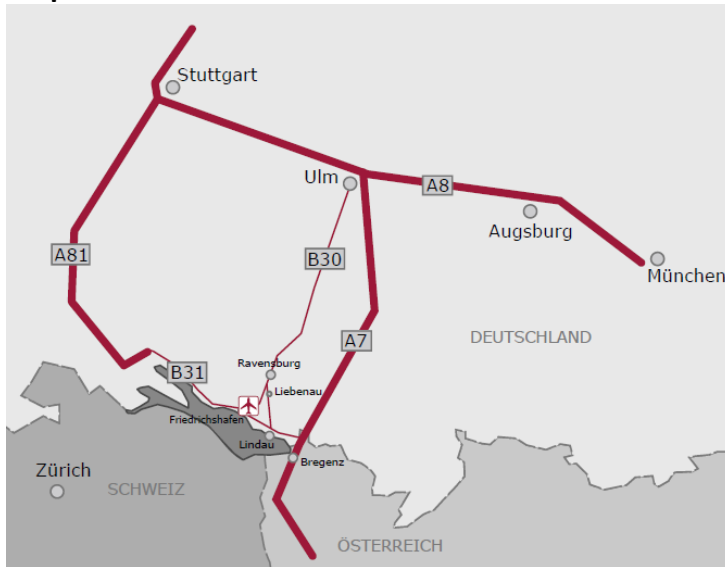 Stuttgart
Ulm
A8
Augsburg
München
A81
B30
A7
DEUTSCHLAND
B31
Ravensburg
Liebenau
Friedrichshafen
Lindau
Bregenz
Zürich
SCHWEIZ
ÖSTERREICH